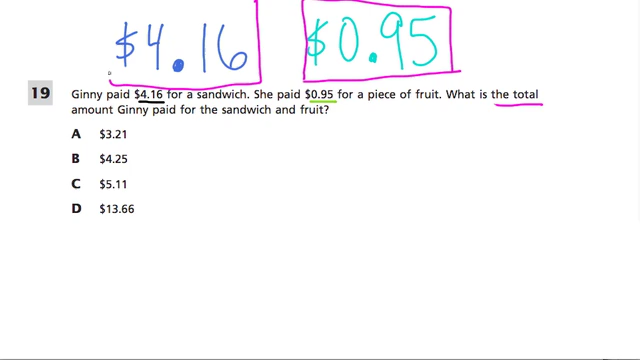 $4.16 $0.95
19 Ginny paid $4.16 for a sandwich. She paid $0.95 for a piece of fruit. What is the total
amount Ginny paid for the sandwich and fruit?
A $3.21
B $4.25
C $5.11
D $13.66